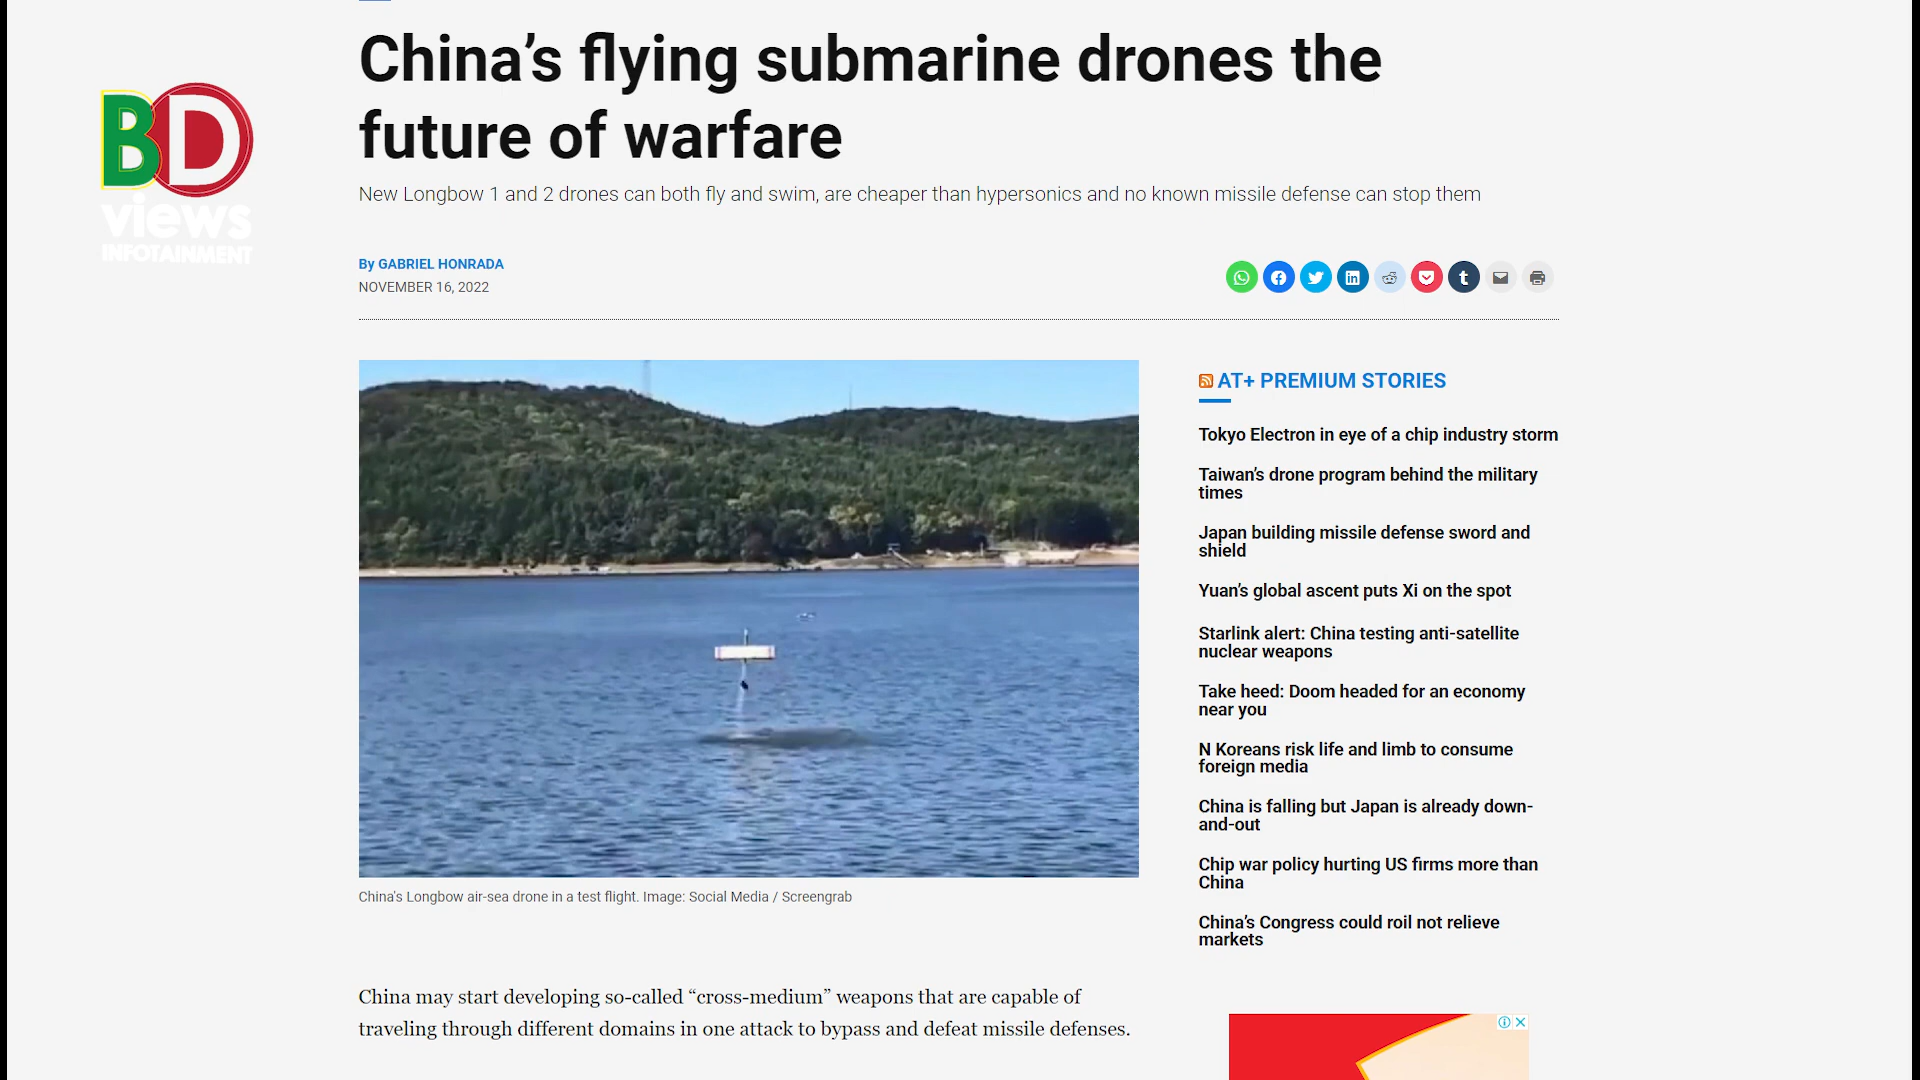 China’s flying submarine drones the
future of warfare
New Longbow 1 and 2 drones can both fly and swim, are cheaper than hypersonics and no known missile defense can stop them
BD
views
INFOTAINMENT
By GABRIEL HONRADA
NOVEMBER 16, 2022
AT+ PREMIUM STORIES
Tokyo Electron in eye of a chip industry storm
Taiwan’s drone program behind the military
times
Japan building missile defense sword and
shield
Yuan’s global ascent puts Xi on the spot
Starlink alert: China testing anti-satellite
nuclear weapons
Take heed: Doom headed for an economy
near you
N Koreans risk life and limb to consume
foreign media
China is falling but Japan is already down-
and-out
Chip war policy hurting US firms more than
China
China’s Congress could roil not relieve
markets
China's Longbow air-sea drone in a test flight. Image: Social Media / Screengrab
China may start developing so-called “cross-medium” weapons that are capable of
traveling through different domains in one attack to bypass and defeat missile defenses.